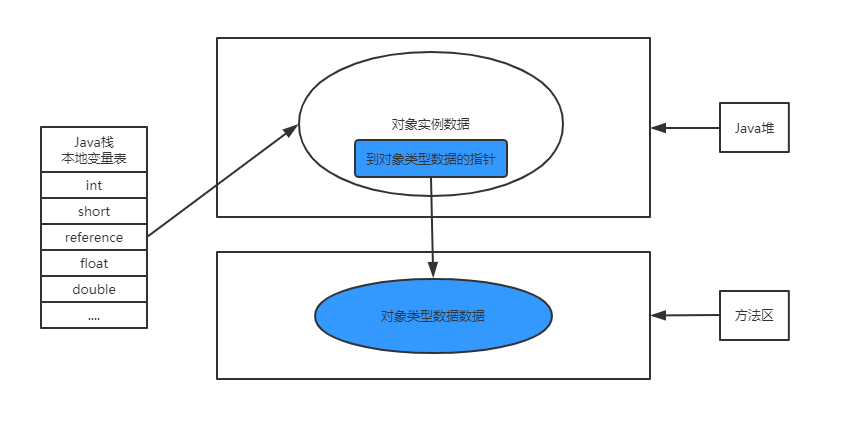 Java栈
本地变量表
int
short
reference
float
double
....
对象实例数据
到对象类型数据的指针
Java堆
对象类型数据数据
方法区